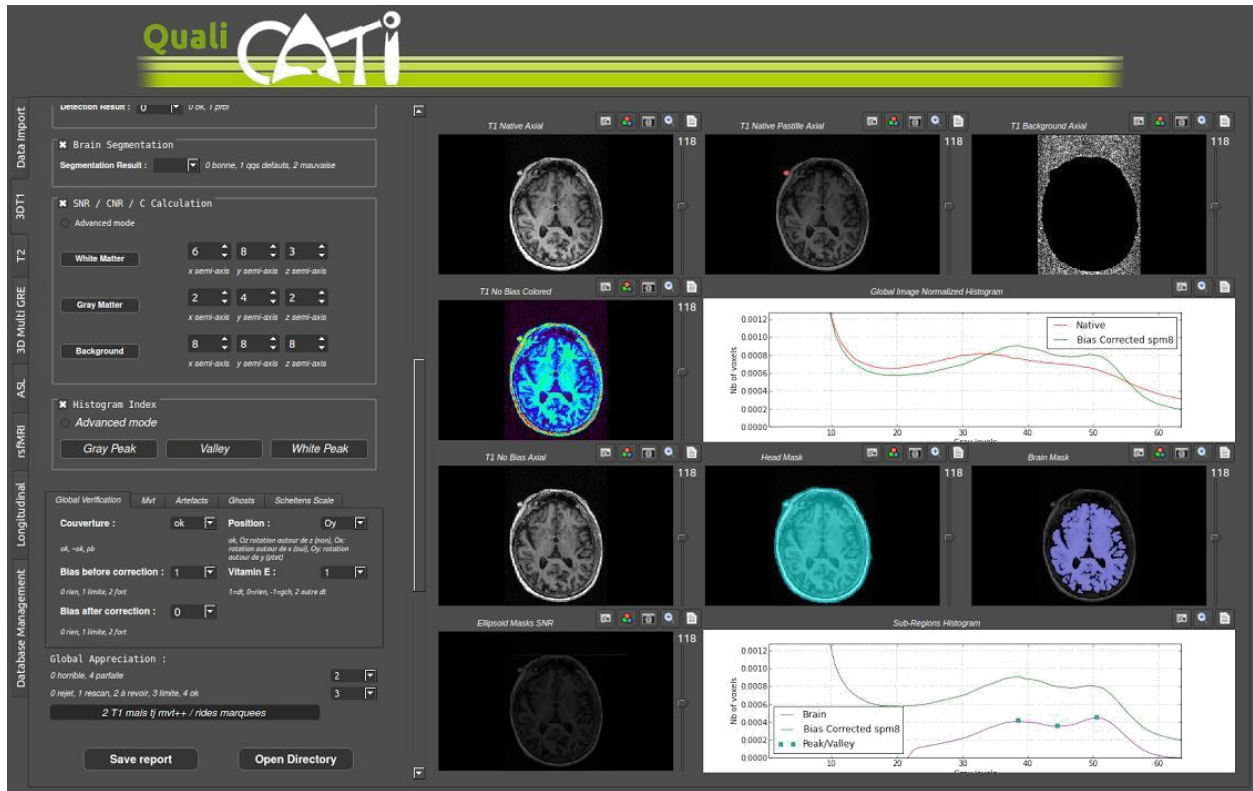 Quali CATI
Data Import
3DT1
T2
3D Multi GRE
ASL
rsfMRI
Longitudinal
Database Management
Detection Result : 0 0 ok, 1 prbl
Brain Segmentation
Segmentation Result : 0 bonne, 1 qqs defauts, 2 mauvaise
SNR / CNR / C Calculation
Advanced mode
White Matter 6 8 3
x semi-axis y semi-axis z semi-axis
Gray Matter 2 4 2
x semi-axis y semi-axis z semi-axis
Background 8 8 8
x semi-axis y semi-axis z semi-axis
Histogram Index
Advanced mode
Gray Peak Valley White Peak
Global Verification Mvt Artefacts Ghosts Scheltens Scale
Couverture : ok Position : Oy
ok, ~ok, pb
ok, Oz rotation autour de z (non), Ox:
rotation autour de x (oui), Oy: rotation
autour de y (ptet)
Bias before correction : 1 Vitamin E : 1
0 rien, 1 limite, 2 fort 1=dt, 0=rien, -1=gch, 2 autre dt
Bias after correction : 0
0 rien, 1 limite, 2 fort
Global Appreciation :
0 horrible, 4 parfaite 2
0 rejet, 1 rescan, 2 à revoir, 3 limite, 4 ok 3
2 T1 mais tj mvt++ / rides marquees
Save report Open Directory
T1 Native Axial
118
T1 Native Pastille Axial
118
T1 Background Axial
118
T1 No Bias Colored
118
Global Image Normalized Histogram
Native
Bias Corrected spm8
Nb of voxels
0.0012
0.0010
0.0008
0.0006
0.0004
0.0002
0.0000
10 20 30 40 50 60
Gray levels
T1 No Bias Axial
118
Head Mask
118
Brain Mask
118
Ellipsoid Masks SNR
118
Sub-Regions Histogram
Nb of voxels
0.0012
0.0010
0.0008
0.0006
0.0004
0.0002
0.0000
Brain
Bias Corrected spm8
Peak/Valley
10 20 30 40 50 60
Gray levels